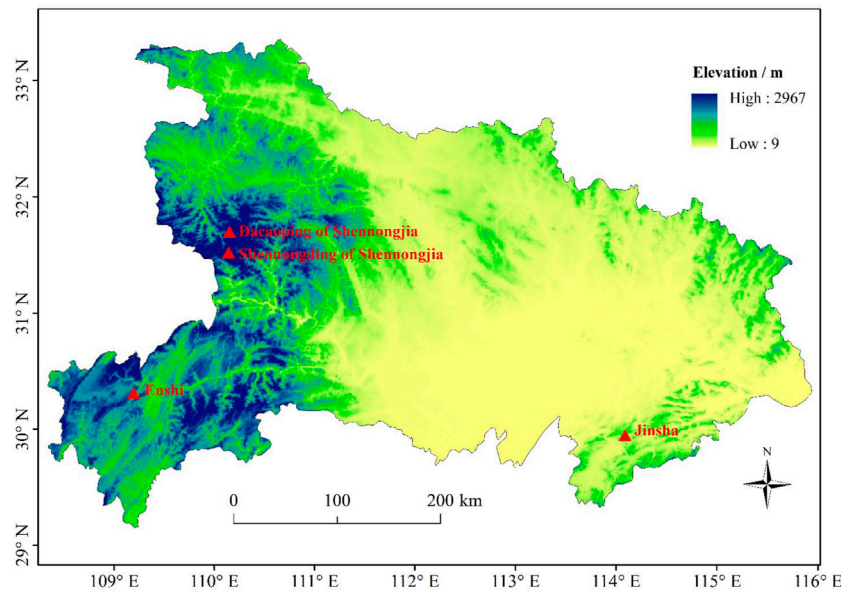 Elevation / m
High : 2967
Low : 9
33° N
32° N
31° N
30° N
29° N
Dacaoping of Shennongjia
Shennongding of Shennongjia
Enshi
Jinsha
N
0 100 200 km
109° E 110° E 111° E 112° E 113° E 114° E 115° E 116° E